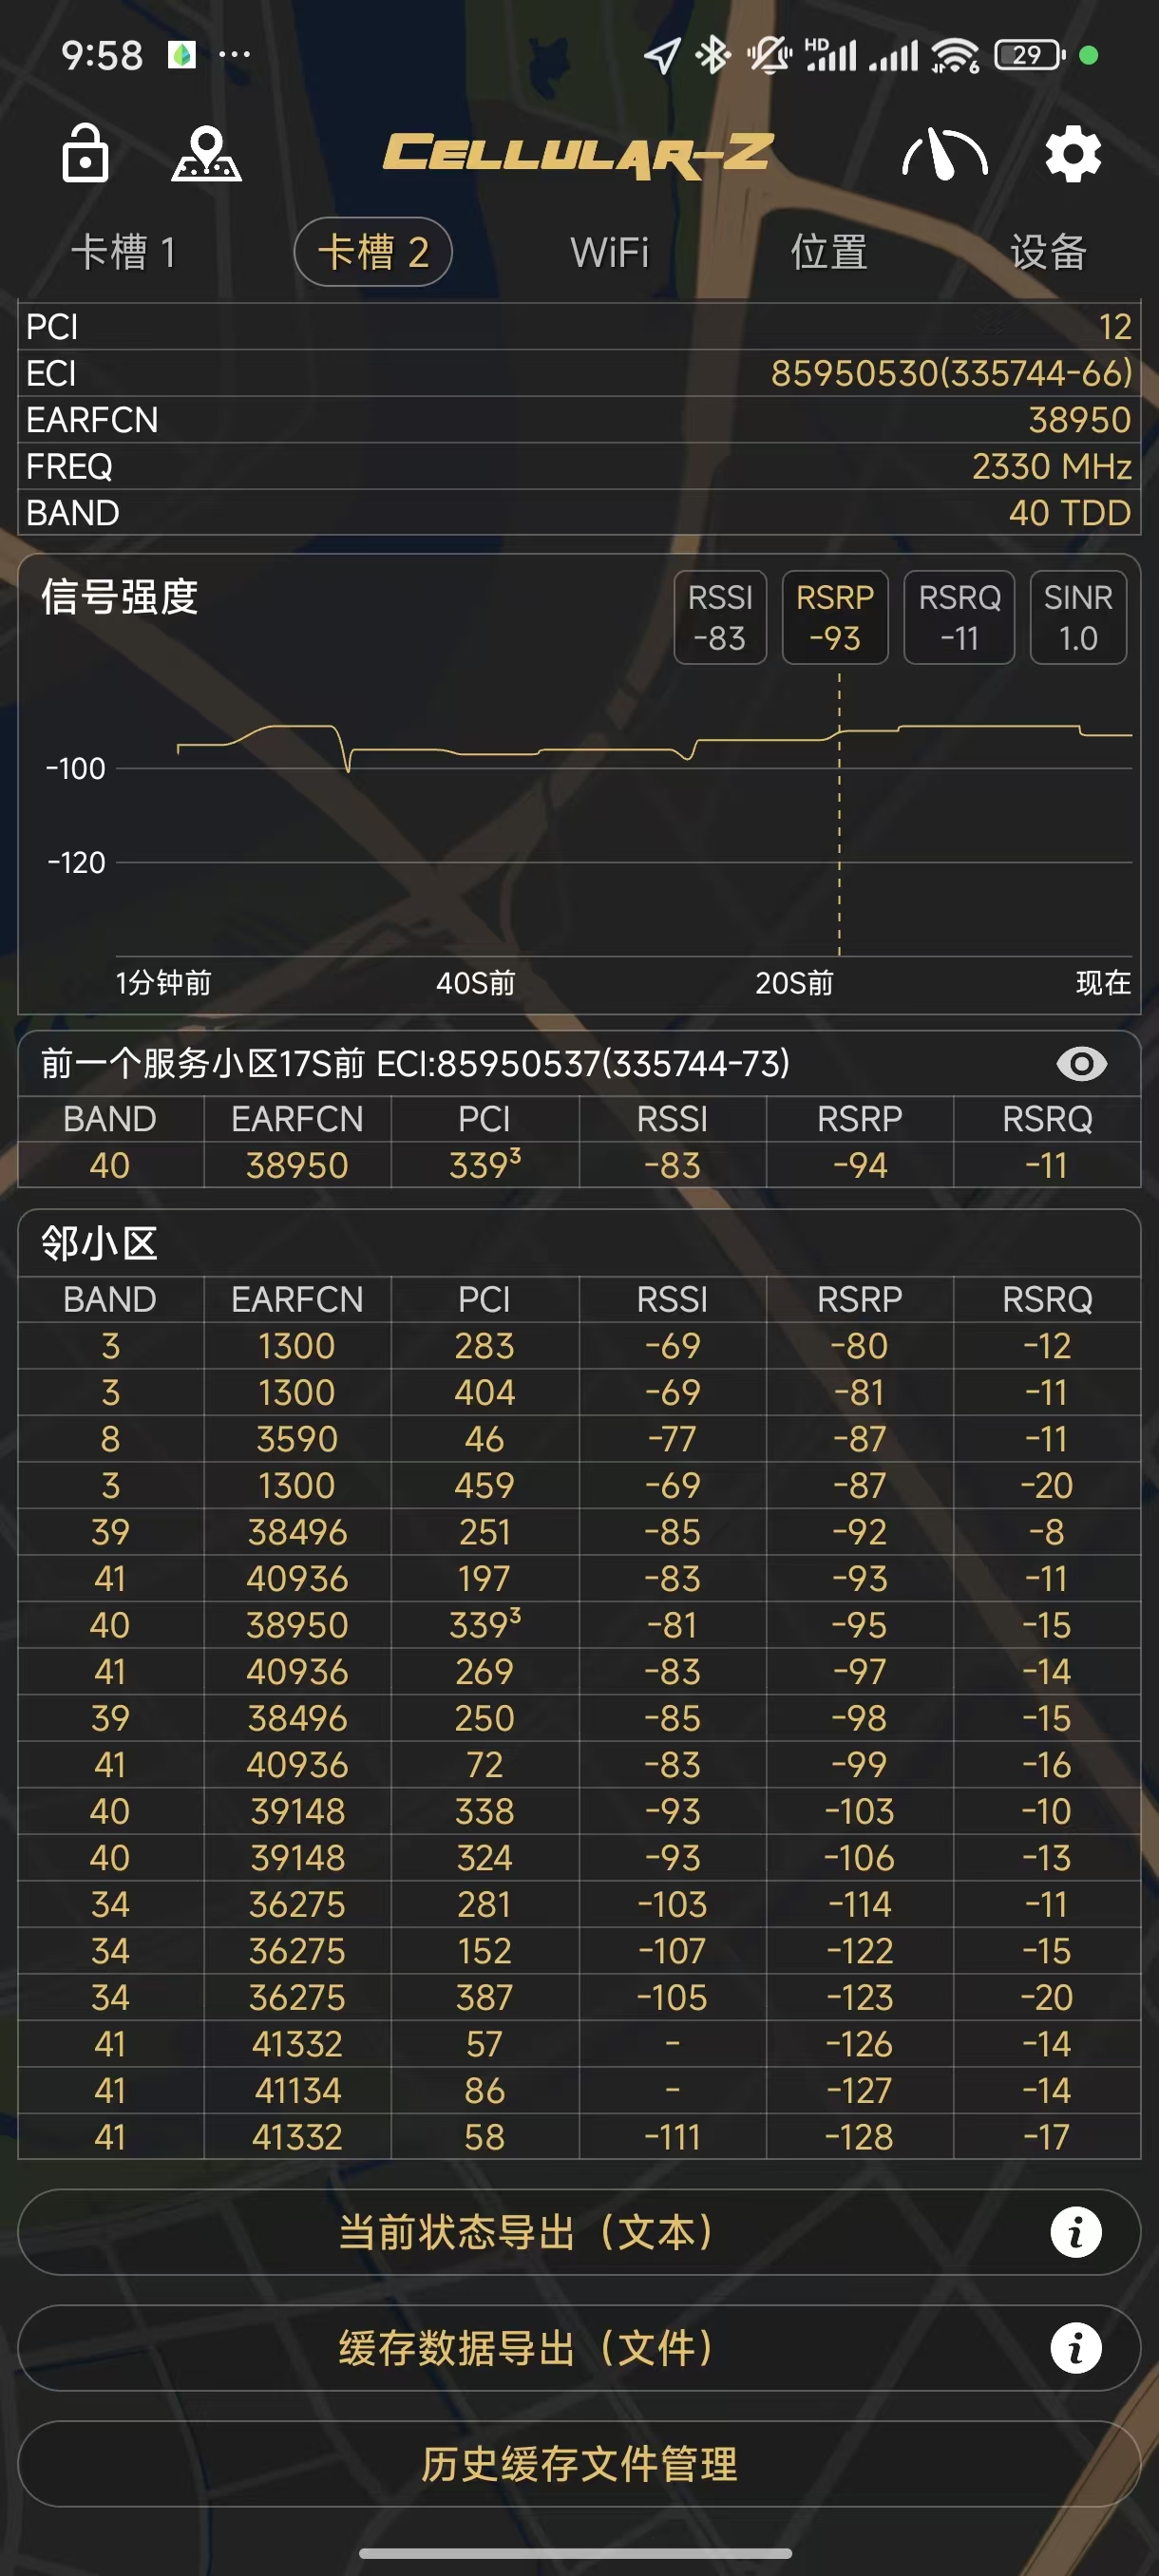 9:58 ... HD 6 29
CELLULAR-Z
卡槽 1 卡槽 2 WiFi 位置 设备
PCI 12
ECI 85950530(335744-66)
EARFCN 38950
FREQ 2330 MHz
BAND 40 TDD
信号强度 RSSI RSRP RSRQ SINR
-83 -93 -11 1.0
-100
-120
1分钟前 40S前 20S前 现在
前一个服务小区17S前 ECI:85950537(335744-73)
BAND EARFCN PCI RSSI RSRP RSRQ
40 38950 339³ -83 -94 -11
邻小区
BAND EARFCN PCI RSSI RSRP RSRQ
3 1300 283 -69 -80 -12
3 1300 404 -69 -81 -11
8 3590 46 -77 -87 -11
3 1300 459 -69 -87 -20
39 38496 251 -85 -92 -8
41 40936 197 -83 -93 -11
40 38950 339³ -81 -95 -15
41 40936 269 -83 -97 -14
39 38496 250 -85 -98 -15
41 40936 72 -83 -99 -16
40 39148 338 -93 -103 -10
40 39148 324 -93 -106 -13
34 36275 281 -103 -114 -11
34 36275 152 -107 -122 -15
34 36275 387 -105 -123 -20
41 41332 57 - -126 -14
41 41134 86 - -127 -14
41 41332 58 -111 -128 -17
当前状态导出（文本） i
缓存数据导出（文件） i
历史缓存文件管理